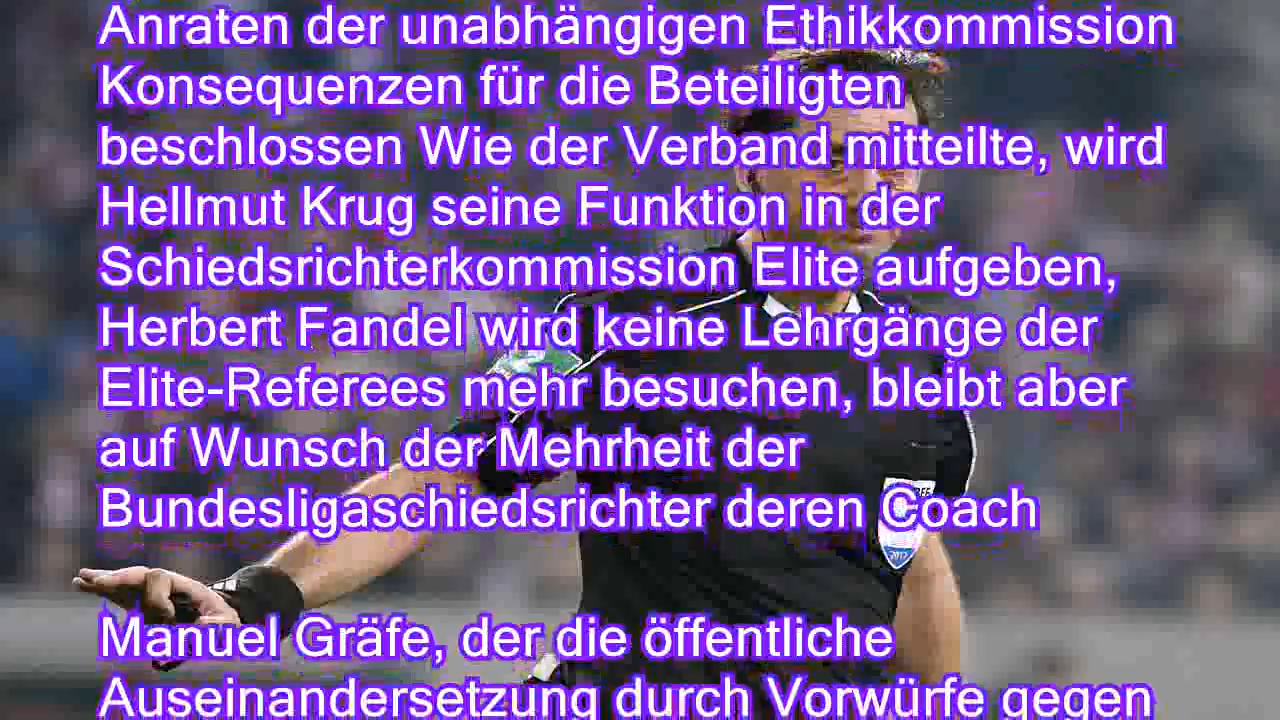 Anraten der unabhängigen Ethikkommission
Konsequenzen für die Beteiligten
beschlossen Wie der Verband mitteilte, wird
Hellmut Krug seine Funktion in der
Schiedsrichterkommission Elite aufgeben,
Herbert Fandel wird keine Lehrgänge der
Elite-Referees mehr besuchen, bleibt aber
auf Wunsch der Mehrheit der
Bundesligaschiedsrichter deren Coach
2017
Manuel Gräfe, der die öffentliche
Auseinandersetzung durch Vorwürfe gegen